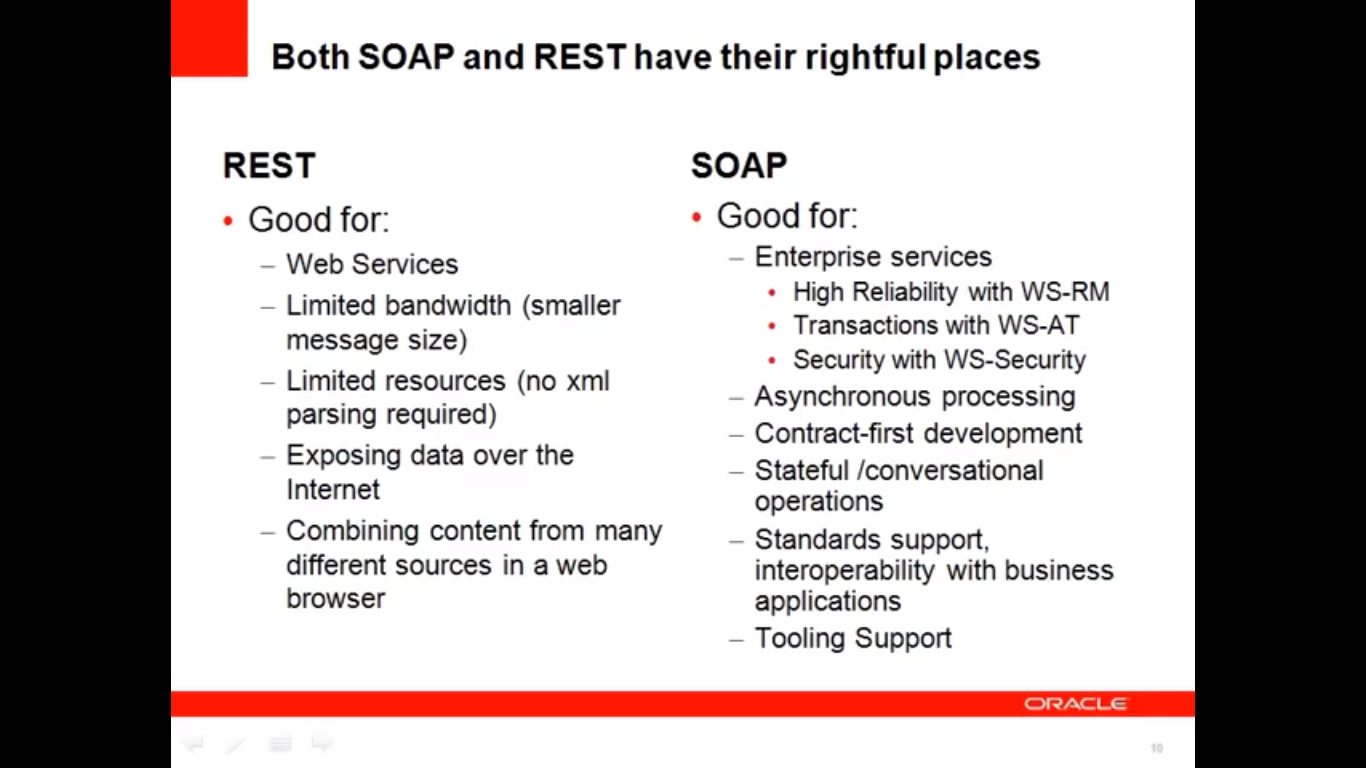 Both SOAP and REST have their rightful places
REST
• Good for:
– Web Services
– Limited bandwidth (smaller
message size)
– Limited resources (no xml
parsing required)
– Exposing data over the
Internet
– Combining content from many
different sources in a web
browser
SOAP
• Good for:
– Enterprise services
• High Reliability with WS-RM
• Transactions with WS-AT
• Security with WS-Security
– Asynchronous processing
– Contract-first development
– Stateful /conversational
operations
– Standards support,
interoperability with business
applications
– Tooling Support
ORACLE
10